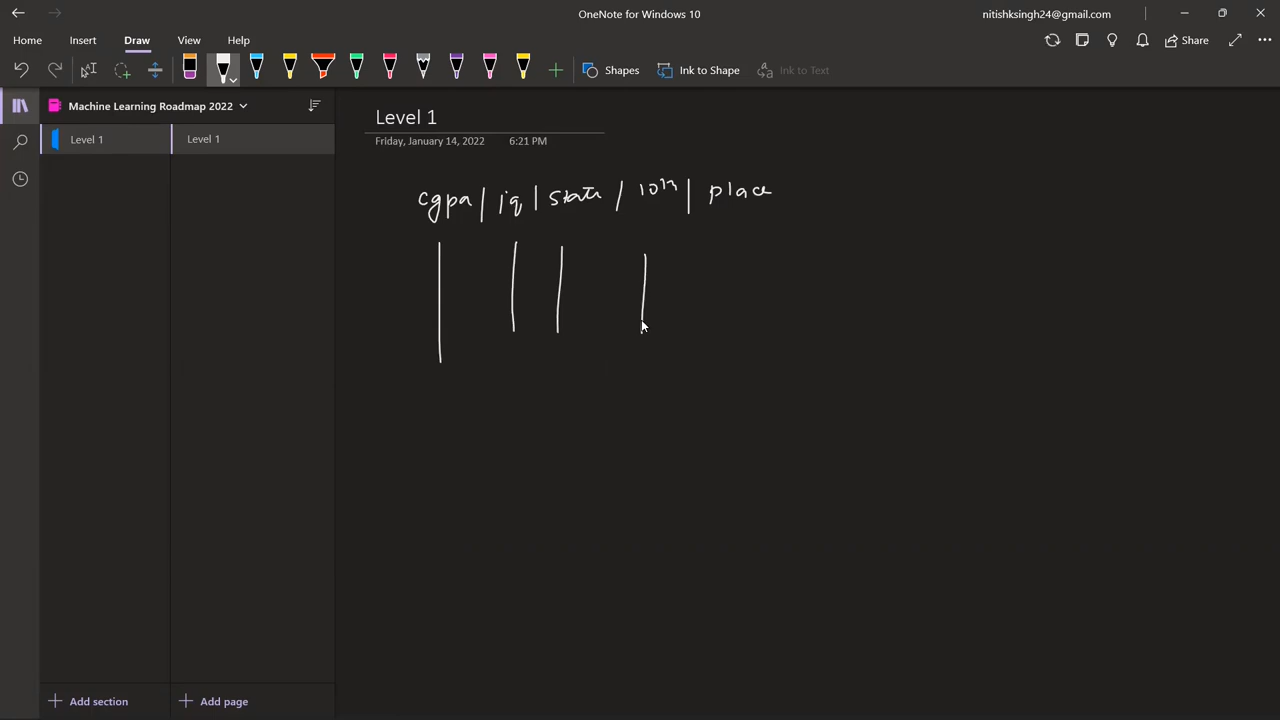 OneNote for Windows 10
nitishksingh24@gmail.com
Home Insert Draw View Help
Shapes Ink to Shape Ink to Text Share
Machine Learning Roadmap 2022
Level 1
Level 1
Level 1
Friday, January 14, 2022 6:21 PM
cgpa | iq | state | 10th | place
Add section
Add page